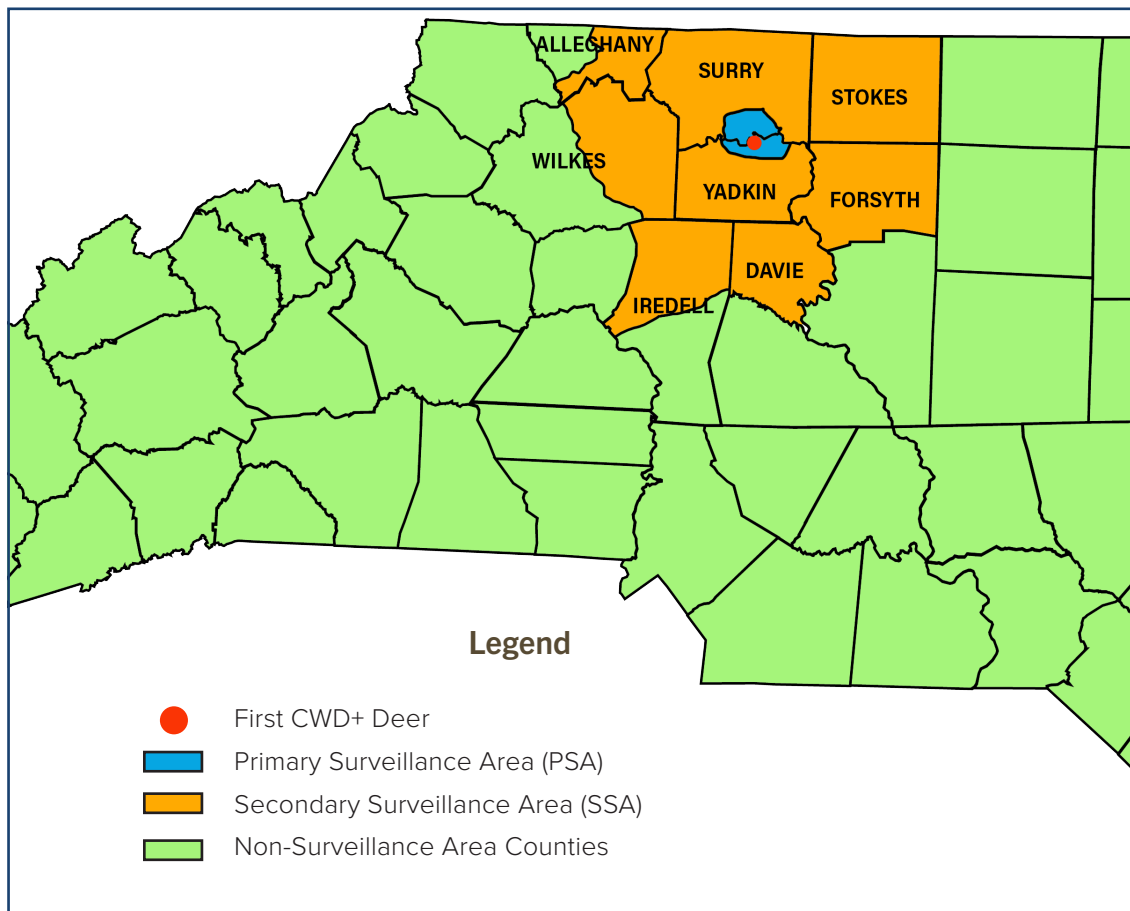 ALLEGHANY
SURRY
STOKES
WILKES
YADKIN
FORSYTH
DAVIE
IREDELL
Legend
First CWD+ Deer
Primary Surveillance Area (PSA)
Secondary Surveillance Area (SSA)
Non-Surveillance Area Counties